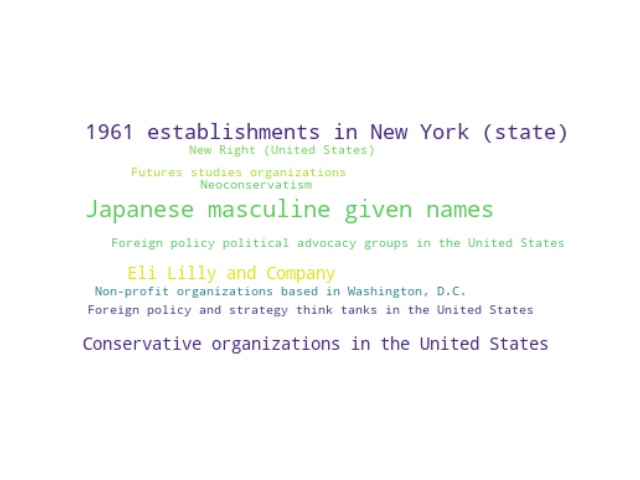 1961 establishments in New York (state)
New Right (United States)
Futures studies organizations
Neoconservatism
Japanese masculine given names
Foreign policy political advocacy groups in the United States
Eli Lilly and Company
Non-profit organizations based in Washington, D.C.
Foreign policy and strategy think tanks in the United States
Conservative organizations in the United States